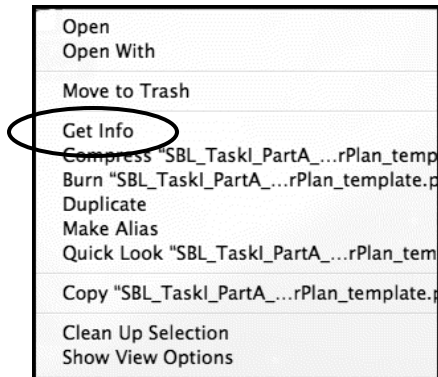 Open
Open With
Move to Trash
Get Info
Compress "SBL_TaskI_PartA_...rPlan_temp
Burn "SBL_TaskI_PartA_...rPlan_template.p
Duplicate
Make Alias
Quick Look "SBL_TaskI_PartA_...rPlan_tem
Copy "SBL_TaskI_PartA_...rPlan_template.p
Clean Up Selection
Show View Options